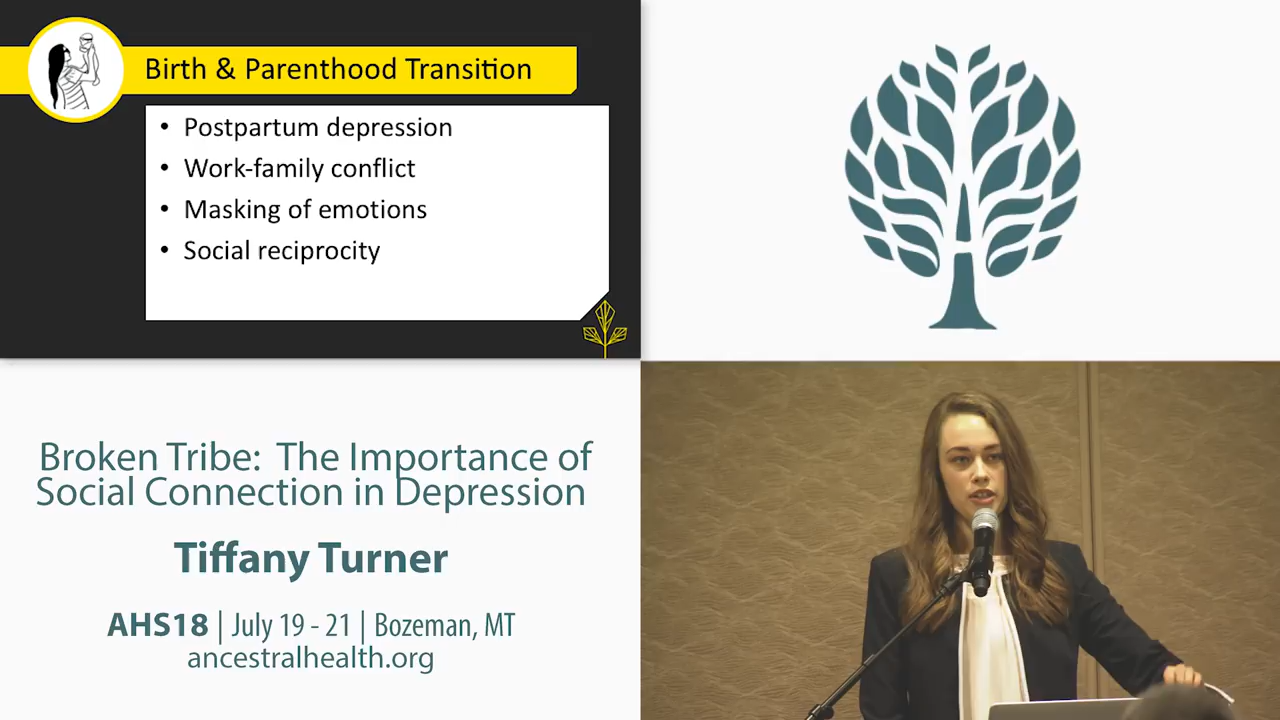 Birth & Parenthood Transition
• Postpartum depression
• Work-family conflict
• Masking of emotions
• Social reciprocity
Broken Tribe: The Importance of
Social Connection in Depression
Tiffany Turner
AHS18 | July 19 - 21 | Bozeman, MT
ancestralhealth.org